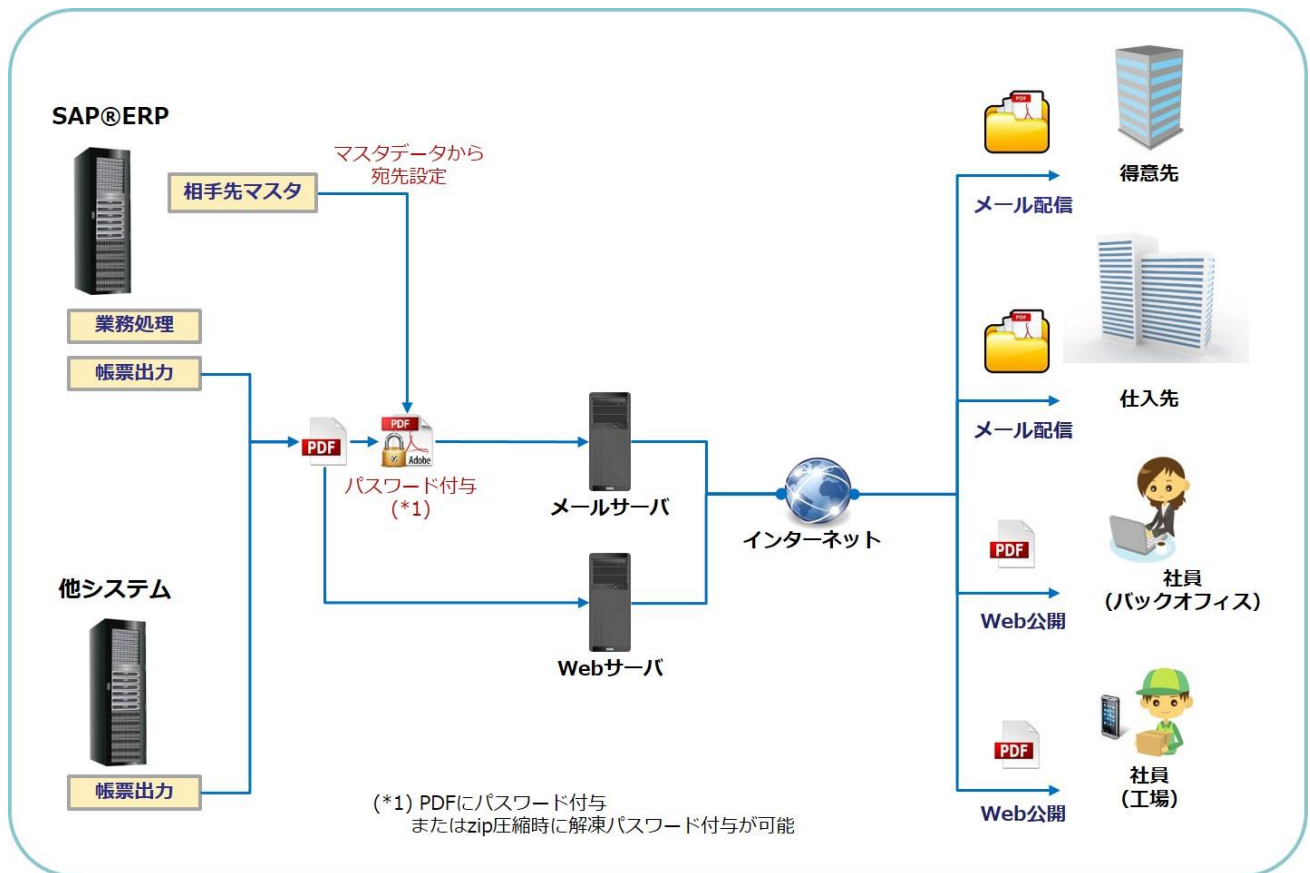 SAP®ERP
相手先マスタ
マスタデータから
宛先設定
業務処理
帳票出力
PDF
PDF
Adobe
パスワード付与
(*1)
メールサーバ
Webサーバ
インターネット
他システム
帳票出力
(*1) PDFにパスワード付与
またはzip圧縮時に解凍パスワード付与が可能
PDF
メール配信
得意先
PDF
メール配信
仕入先
PDF
Web公開
社員
(バックオフィス)
PDF
Web公開
社員
(工場)